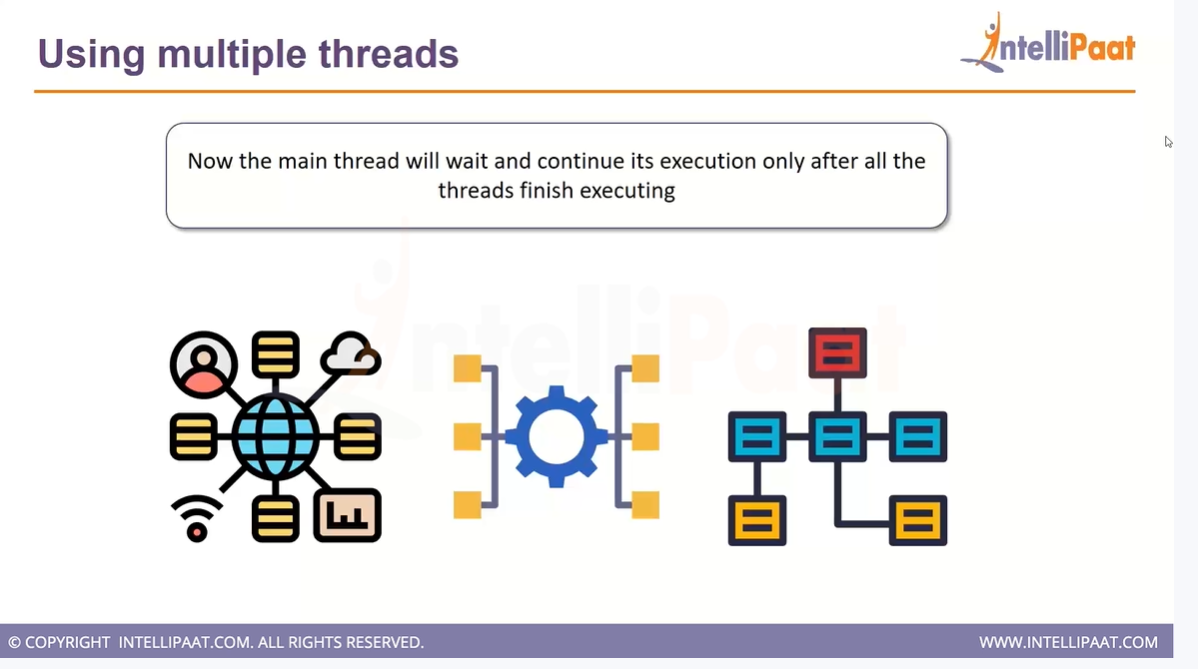 Using multiple threads
IntelliPaat
Now the main thread will wait and continue its execution only after all the
threads finish executing
IntelliPaat
© COPYRIGHT INTELLIPAAT.COM. ALL RIGHTS RESERVED.
WWW.INTELLIPAAT.COM